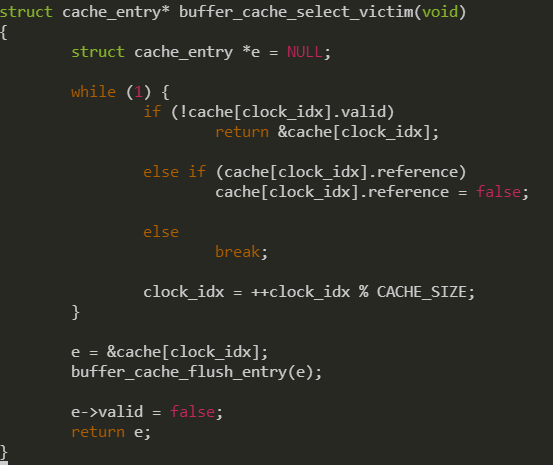 struct cache_entry* buffer_cache_select_victim(void)
{
        struct cache_entry *e = NULL;

        while (1) {
                if (!cache[clock_idx].valid)
                        return &cache[clock_idx];

                else if (cache[clock_idx].reference)
                        cache[clock_idx].reference = false;

                else
                        break;

                clock_idx = ++clock_idx % CACHE_SIZE;
        }

        e = &cache[clock_idx];
        buffer_cache_flush_entry(e);

        e->valid = false;
        return e;
}